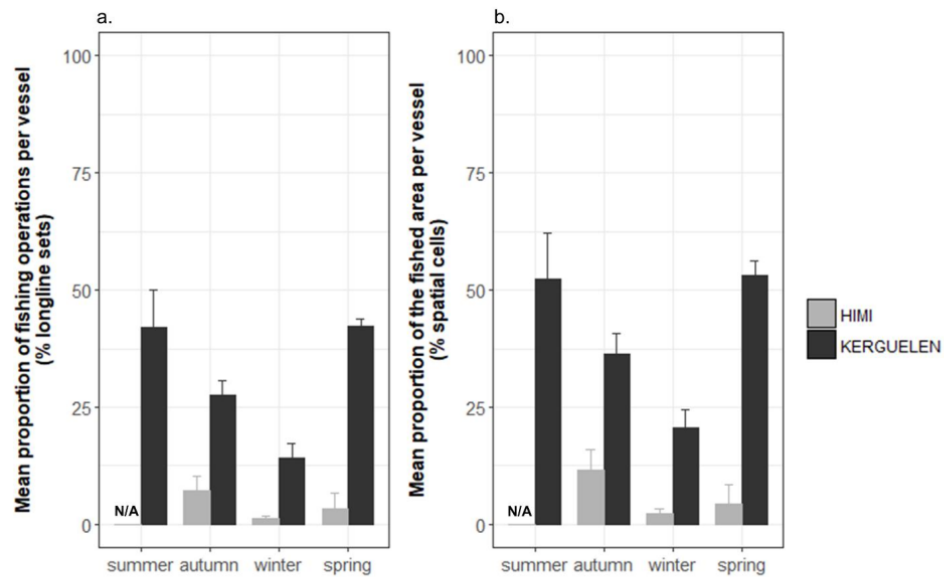 a.
Mean proportion of fishing operations per vessel
(% longline sets)
100
75
50
25
0
N/A
summer autumn winter spring
b.
Mean proportion of the fished area per vessel
(% spatial cells)
100
75
50
25
0
N/A
summer autumn winter spring
HIMI
KERGUELEN